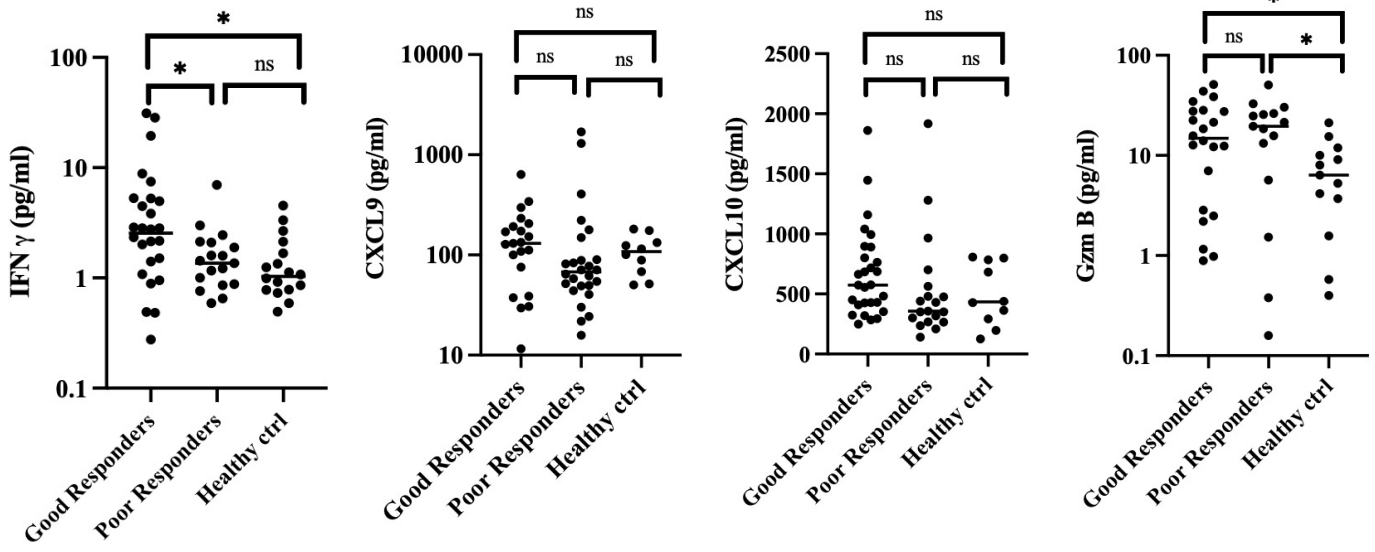 *
*
ns
100
10
1
0.1
IFN γ (pg/ml)
Good Responders
Poor Responders
Healthy ctrl
ns
ns
ns
10000
1000
100
10
CXCL9 (pg/ml)
Good Responders
Poor Responders
Healthy ctrl
ns
ns
ns
2500
2000
1500
1000
500
0
CXCL10 (pg/ml)
Good Responders
Poor Responders
Healthy ctrl
*
ns
*
100
10
1
0.1
Gzm B (pg/ml)
Good Responders
Poor Responders
Healthy ctrl